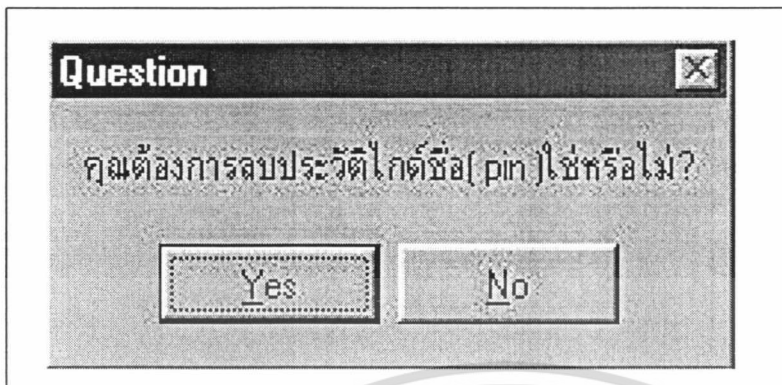 Question
คุณต้องการลบประวัติไกด์ชื่อ( pin )ใช่หรือไม่?
Yes No